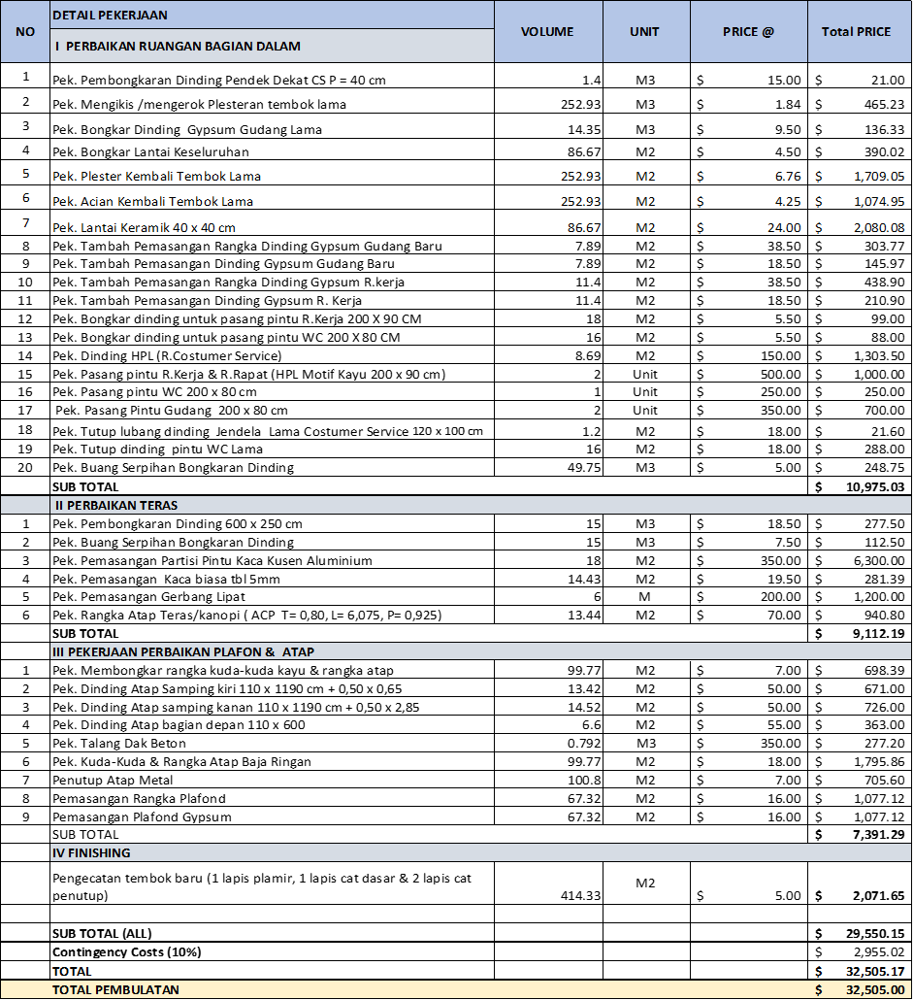 NO DETAIL PEKERJAAN VOLUME UNIT PRICE @ Total PRICE
I PERBAIKAN RUANGAN BAGIAN DALAM
1 Pek. Pembongkaran Dinding Pendek Dekat CS P = 40 cm 1.4 M3 $ 15.00 $ 21.00
2 Pek. Mengikis /mengerok Plesteran tembok lama 252.93 M3 $ 1.84 $ 465.23
3 Pek. Bongkar Dinding Gypsum Gudang Lama 14.35 M3 $ 9.50 $ 136.33
4 Pek. Bongkar Lantai Keseluruhan 86.67 M2 $ 4.50 $ 390.02
5 Pek. Plester Kembali Tembok Lama 252.93 M2 $ 6.76 $ 1,709.05
6 Pek. Acian Kembali Tembok Lama 252.93 M2 $ 4.25 $ 1,074.95
7 Pek. Lantai Keramik 40 x 40 cm 86.67 M2 $ 24.00 $ 2,080.08
8 Pek. Tambah Pemasangan Rangka Dinding Gypsum Gudang Baru 7.89 M2 $ 38.50 $ 303.77
9 Pek. Tambah Pemasangan Dinding Gypsum Gudang Baru 7.89 M2 $ 18.50 $ 145.97
10 Pek. Tambah Pemasangan Rangka Dinding Gypsum R.kerja 11.4 M2 $ 38.50 $ 438.90
11 Pek. Tambah Pemasangan Dinding Gypsum R. Kerja 11.4 M2 $ 18.50 $ 210.90
12 Pek. Bongkar dinding untuk pasang pintu R.Kerja 200 X 90 CM 18 M2 $ 5.50 $ 99.00
13 Pek. Bongkar dinding untuk pasang pintu WC 200 X 80 CM 16 M2 $ 5.50 $ 88.00
14 Pek. Dinding HPL (R.Costumer Service) 8.69 M2 $ 150.00 $ 1,303.50
15 Pek. Pasang pintu R.Kerja & R.Rapat (HPL Motif Kayu 200 x 90 cm) 2 Unit $ 500.00 $ 1,000.00
16 Pek. Pasang pintu WC 200 x 80 cm 1 Unit $ 250.00 $ 250.00
17 Pek. Pasang Pintu Gudang 200 x 80 cm 2 Unit $ 350.00 $ 700.00
18 Pek. Tutup lubang dinding Jendela Lama Costumer Service 120 x 100 cm 1.2 M2 $ 18.00 $ 21.60
19 Pek. Tutup dinding pintu WC Lama 16 M2 $ 18.00 $ 288.00
20 Pek. Buang Serpihan Bongkaran Dinding 49.75 M3 $ 5.00 $ 248.75
SUB TOTAL $ 10,975.03
II PERBAIKAN TERAS
1 Pek. Pembongkaran Dinding 600 x 250 cm 15 M3 $ 18.50 $ 277.50
2 Pek. Buang Serpihan Bongkaran Dinding 15 M3 $ 7.50 $ 112.50
3 Pek. Pemasangan Partisi Pintu Kaca Kusen Aluminium 18 M2 $ 350.00 $ 6,300.00
4 Pek. Pemasangan Kaca biasa tbl 5mm 14.43 M2 $ 19.50 $ 281.39
5 Pek. Pemasangan Gerbang Lipat 6 M $ 200.00 $ 1,200.00
6 Pek. Rangka Atap Teras/kanopi ( ACP T= 0,80, L= 6,075, P= 0,925) 13.44 M2 $ 70.00 $ 940.80
SUB TOTAL $ 9,112.19
III PEKERJAAN PERBAIKAN PLAFON & ATAP
1 Pek. Membongkar rangka kuda-kuda kayu & rangka atap 99.77 M2 $ 7.00 $ 698.39
2 Pek. Dinding Atap Samping kiri 110 x 1190 cm + 0,50 x 0,65 13.42 M2 $ 50.00 $ 671.00
3 Pek. Dinding Atap samping kanan 110 x 1190 cm + 0,50 x 2,85 14.52 M2 $ 50.00 $ 726.00
4 Pek. Dinding Atap bagian depan 110 x 600 6.6 M2 $ 55.00 $ 363.00
5 Pek. Talang Dak Beton 0.792 M3 $ 350.00 $ 277.20
6 Pek. Kuda-Kuda & Rangka Atap Baja Ringan 99.77 M2 $ 18.00 $ 1,795.86
7 Penutup Atap Metal 100.8 M2 $ 7.00 $ 705.60
8 Pemasangan Rangka Plafond 67.32 M2 $ 16.00 $ 1,077.12
9 Pemasangan Plafond Gypsum 67.32 M2 $ 16.00 $ 1,077.12
SUB TOTAL $ 7,391.29
IV FINISHING
Pengecatan tembok baru (1 lapis plamir, 1 lapis cat dasar & 2 lapis cat
penutup) 414.33 M2 $ 5.00 $ 2,071.65
SUB TOTAL (ALL) $ 29,550.15
Contingency Costs (10%) $ 2,955.02
TOTAL $ 32,505.17
TOTAL PEMBULATAN $ 32,505.00